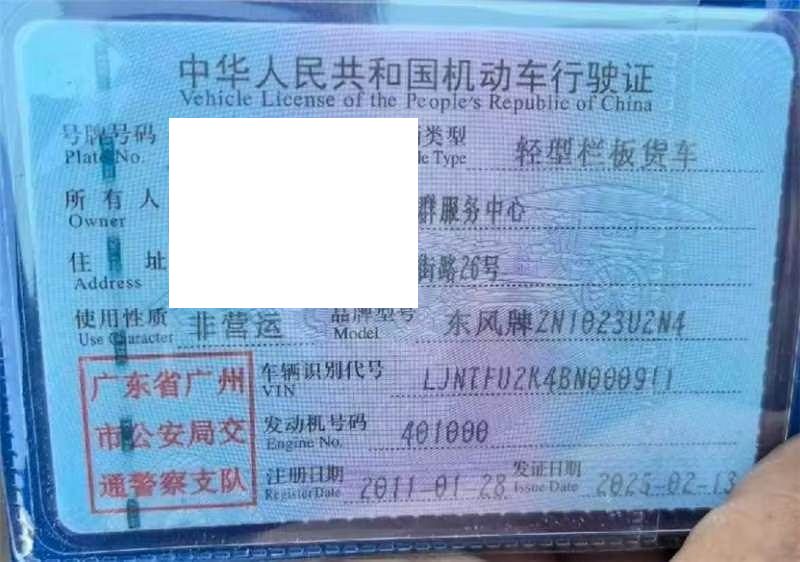 中华人民共和国机动车行驶证
Vehicle License of the People's Republic of China
号牌号码 类型 轻型栏板货车
Plate No. Type
所有人 群服务中心
Owner
住址 街路26号
Address
使用性质 非营运 品牌型号 东风牌ZN1023U2N4
Use Character Model
广东省广州 车辆识别代号 LJNTFU2K4BN000911
VIN
市公安局交 发动机号码 401000
Engine No.
通警察支队 注册日期 2011-01-28 发证日期 2025-02-13
Register Date Issue Date